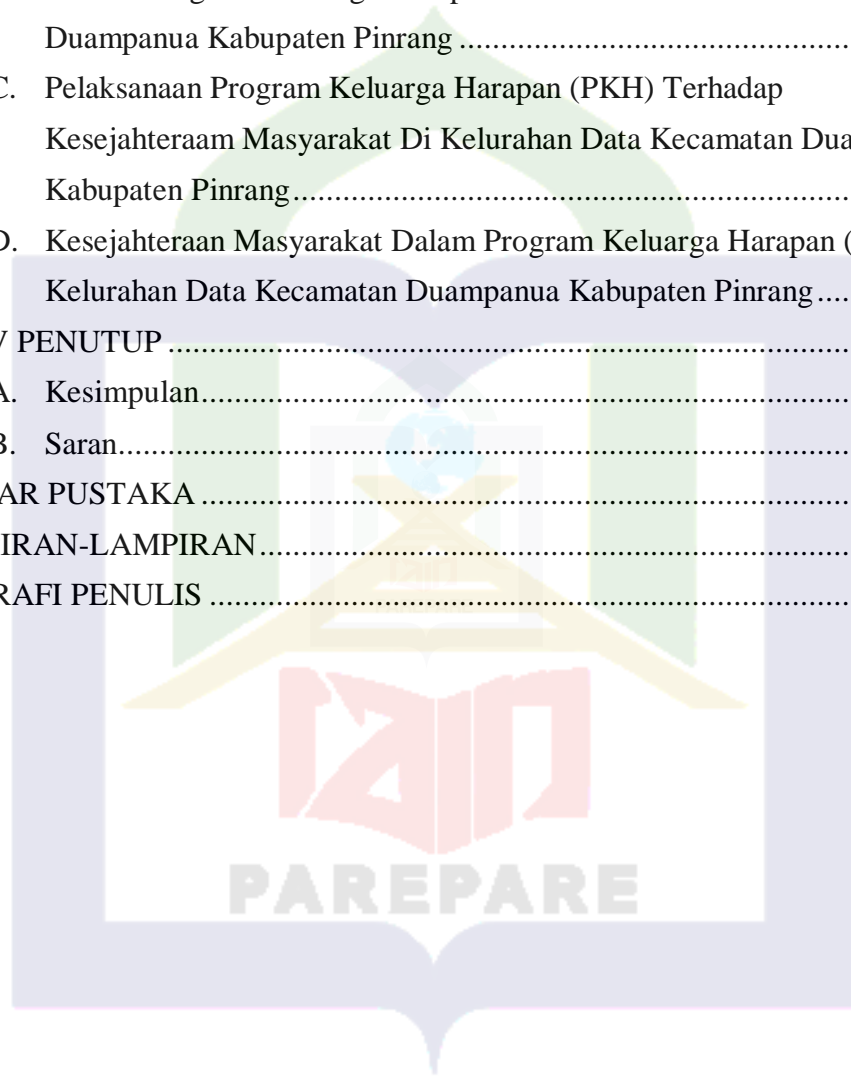 Duampanua Kabupaten Pinrang ................................................
C. Pelaksanaan Program Keluarga Harapan (PKH) Terhadap
Kesejahteraam Masyarakat Di Kelurahan Data Kecamatan Dua
Kabupaten Pinrang....................................................................
D. Kesejahteraan Masyarakat Dalam Program Keluarga Harapan (
Kelurahan Data Kecamatan Duampanua Kabupaten Pinrang .....
V PENUTUP ...................................................................................
A. Kesimpulan...............................................................................
B. Saran.........................................................................................
AR PUSTAKA ...............................................................................
IRAN-LAMPIRAN.........................................................................
RAFI PENULIS ..............................................................................
iain
PAREPARE